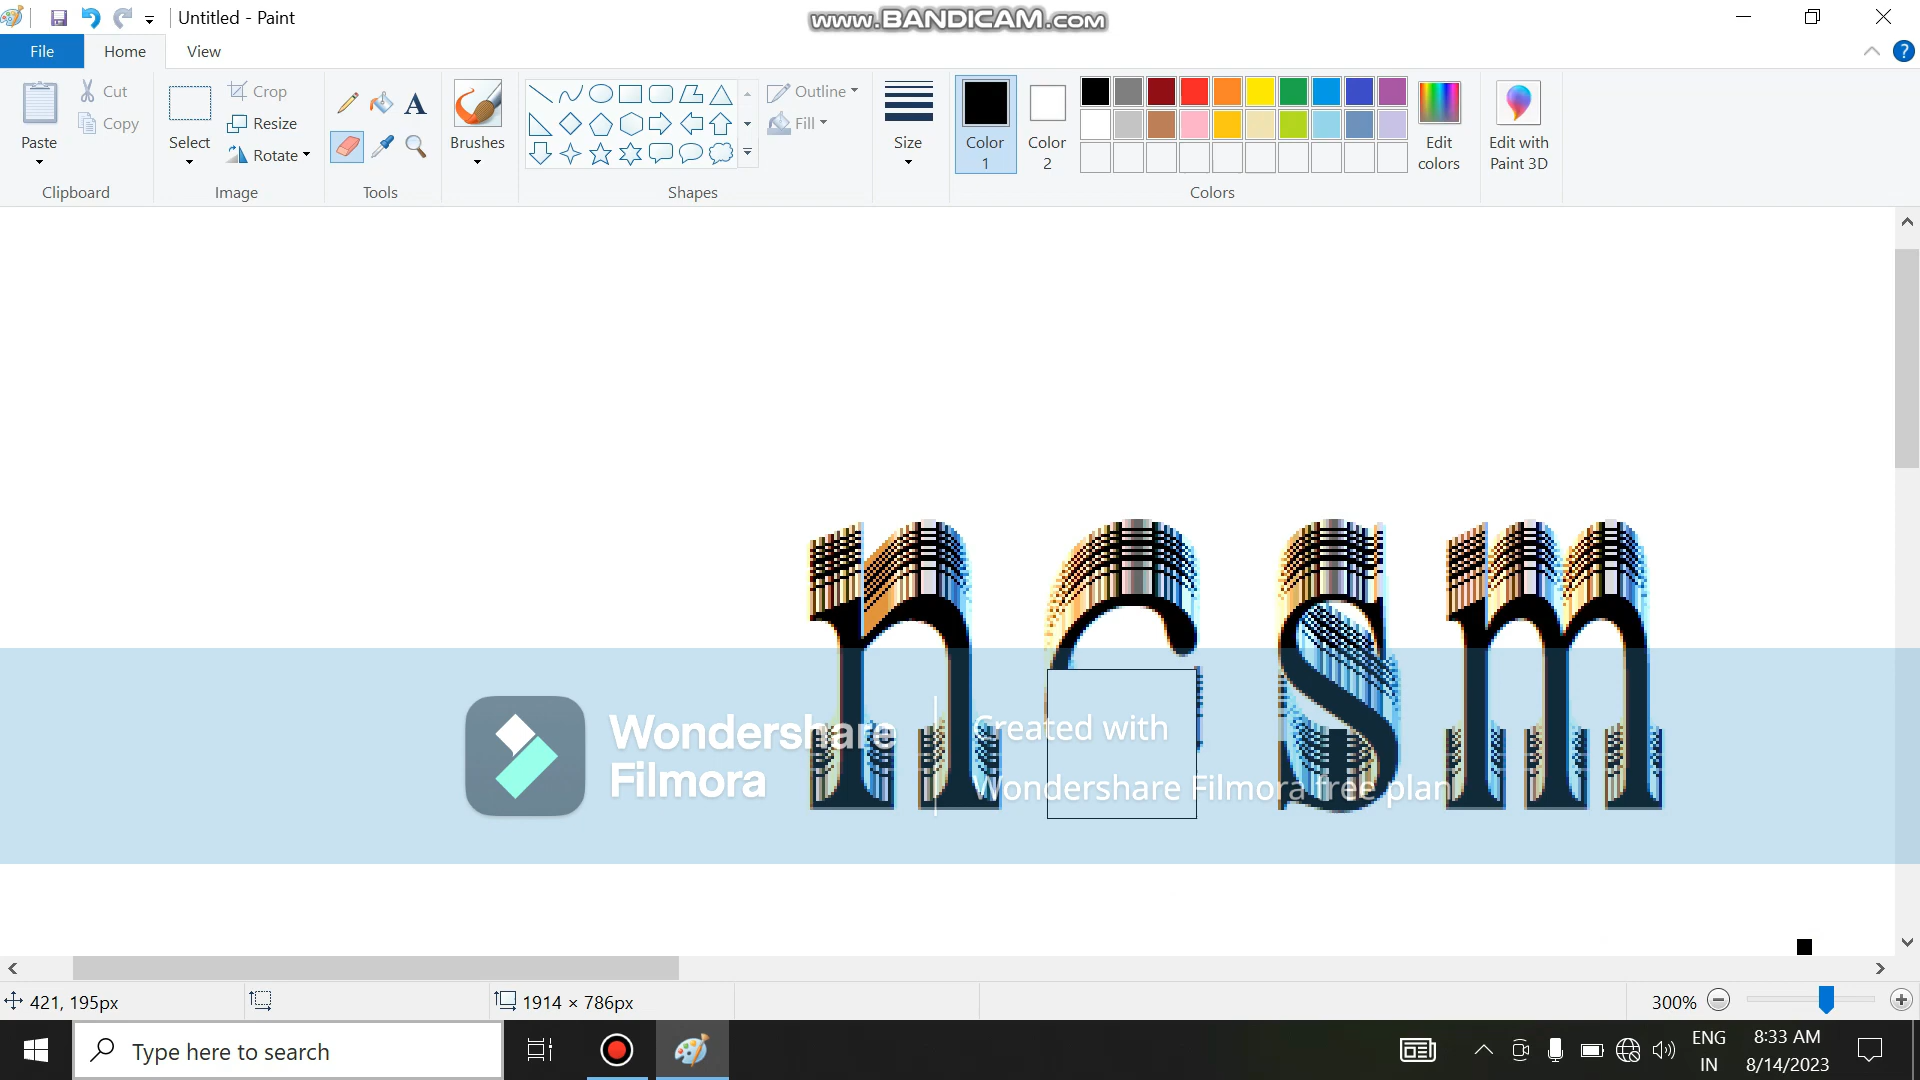 Untitled - Paint
www.BANDICAM.com
File
Home
View
Paste
Cut
Copy
Clipboard
Select
Crop
Resize
Rotate
Image
Tools
Brushes
Shapes
Outline
Fill
Size
Color 1
Color 2
Colors
Edit colors
Edit with Paint 3D
n c s m
Wondershare
Filmora
Created with
Wondershare Filmora free plan
421, 195px
1914 × 786px
300%
Type here to search
ENG
IN
8:33 AM
8/14/2023